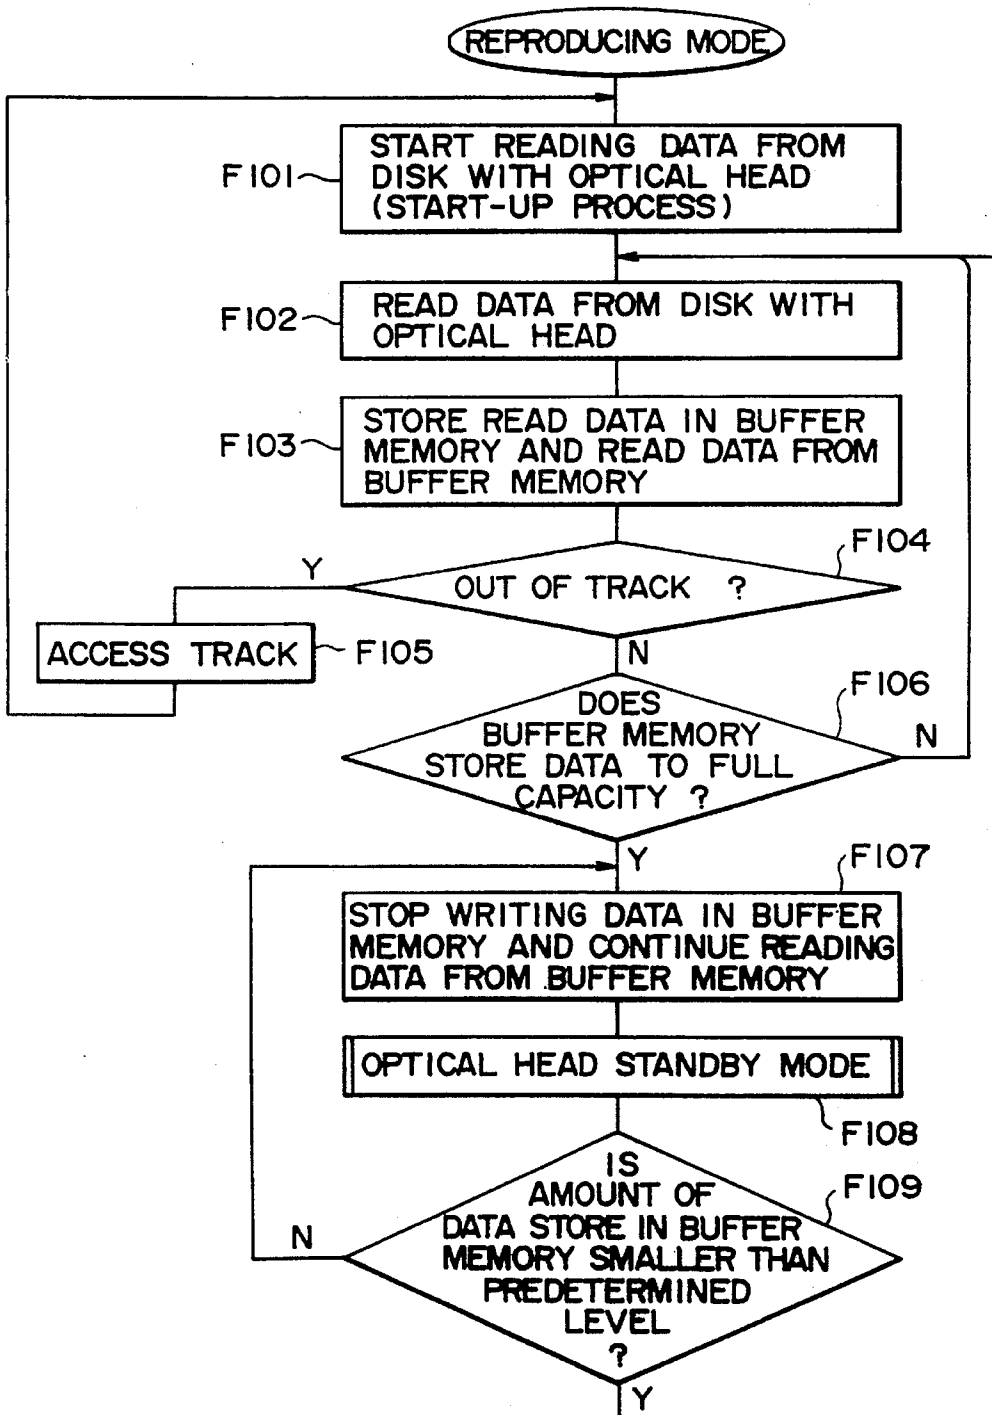 REPRODUCING MODE
F101
START READING DATA FROM
DISK WITH OPTICAL HEAD
(START-UP PROCESS)
F102
READ DATA FROM DISK WITH
OPTICAL HEAD
F103
STORE READ DATA IN BUFFER
MEMORY AND READ DATA FROM
BUFFER MEMORY
F104
Y
OUT OF TRACK ?
ACCESS TRACK
F105
N
F106
DOES
BUFFER MEMORY
STORE DATA TO FULL
CAPACITY ?
N
Y
F107
STOP WRITING DATA IN BUFFER
MEMORY AND CONTINUE READING
DATA FROM BUFFER MEMORY
OPTICAL HEAD STANDBY MODE
F108
F109
IS
AMOUNT OF
DATA STORE IN BUFFER
MEMORY SMALLER THAN
PREDETERMINED
LEVEL
?
N
Y